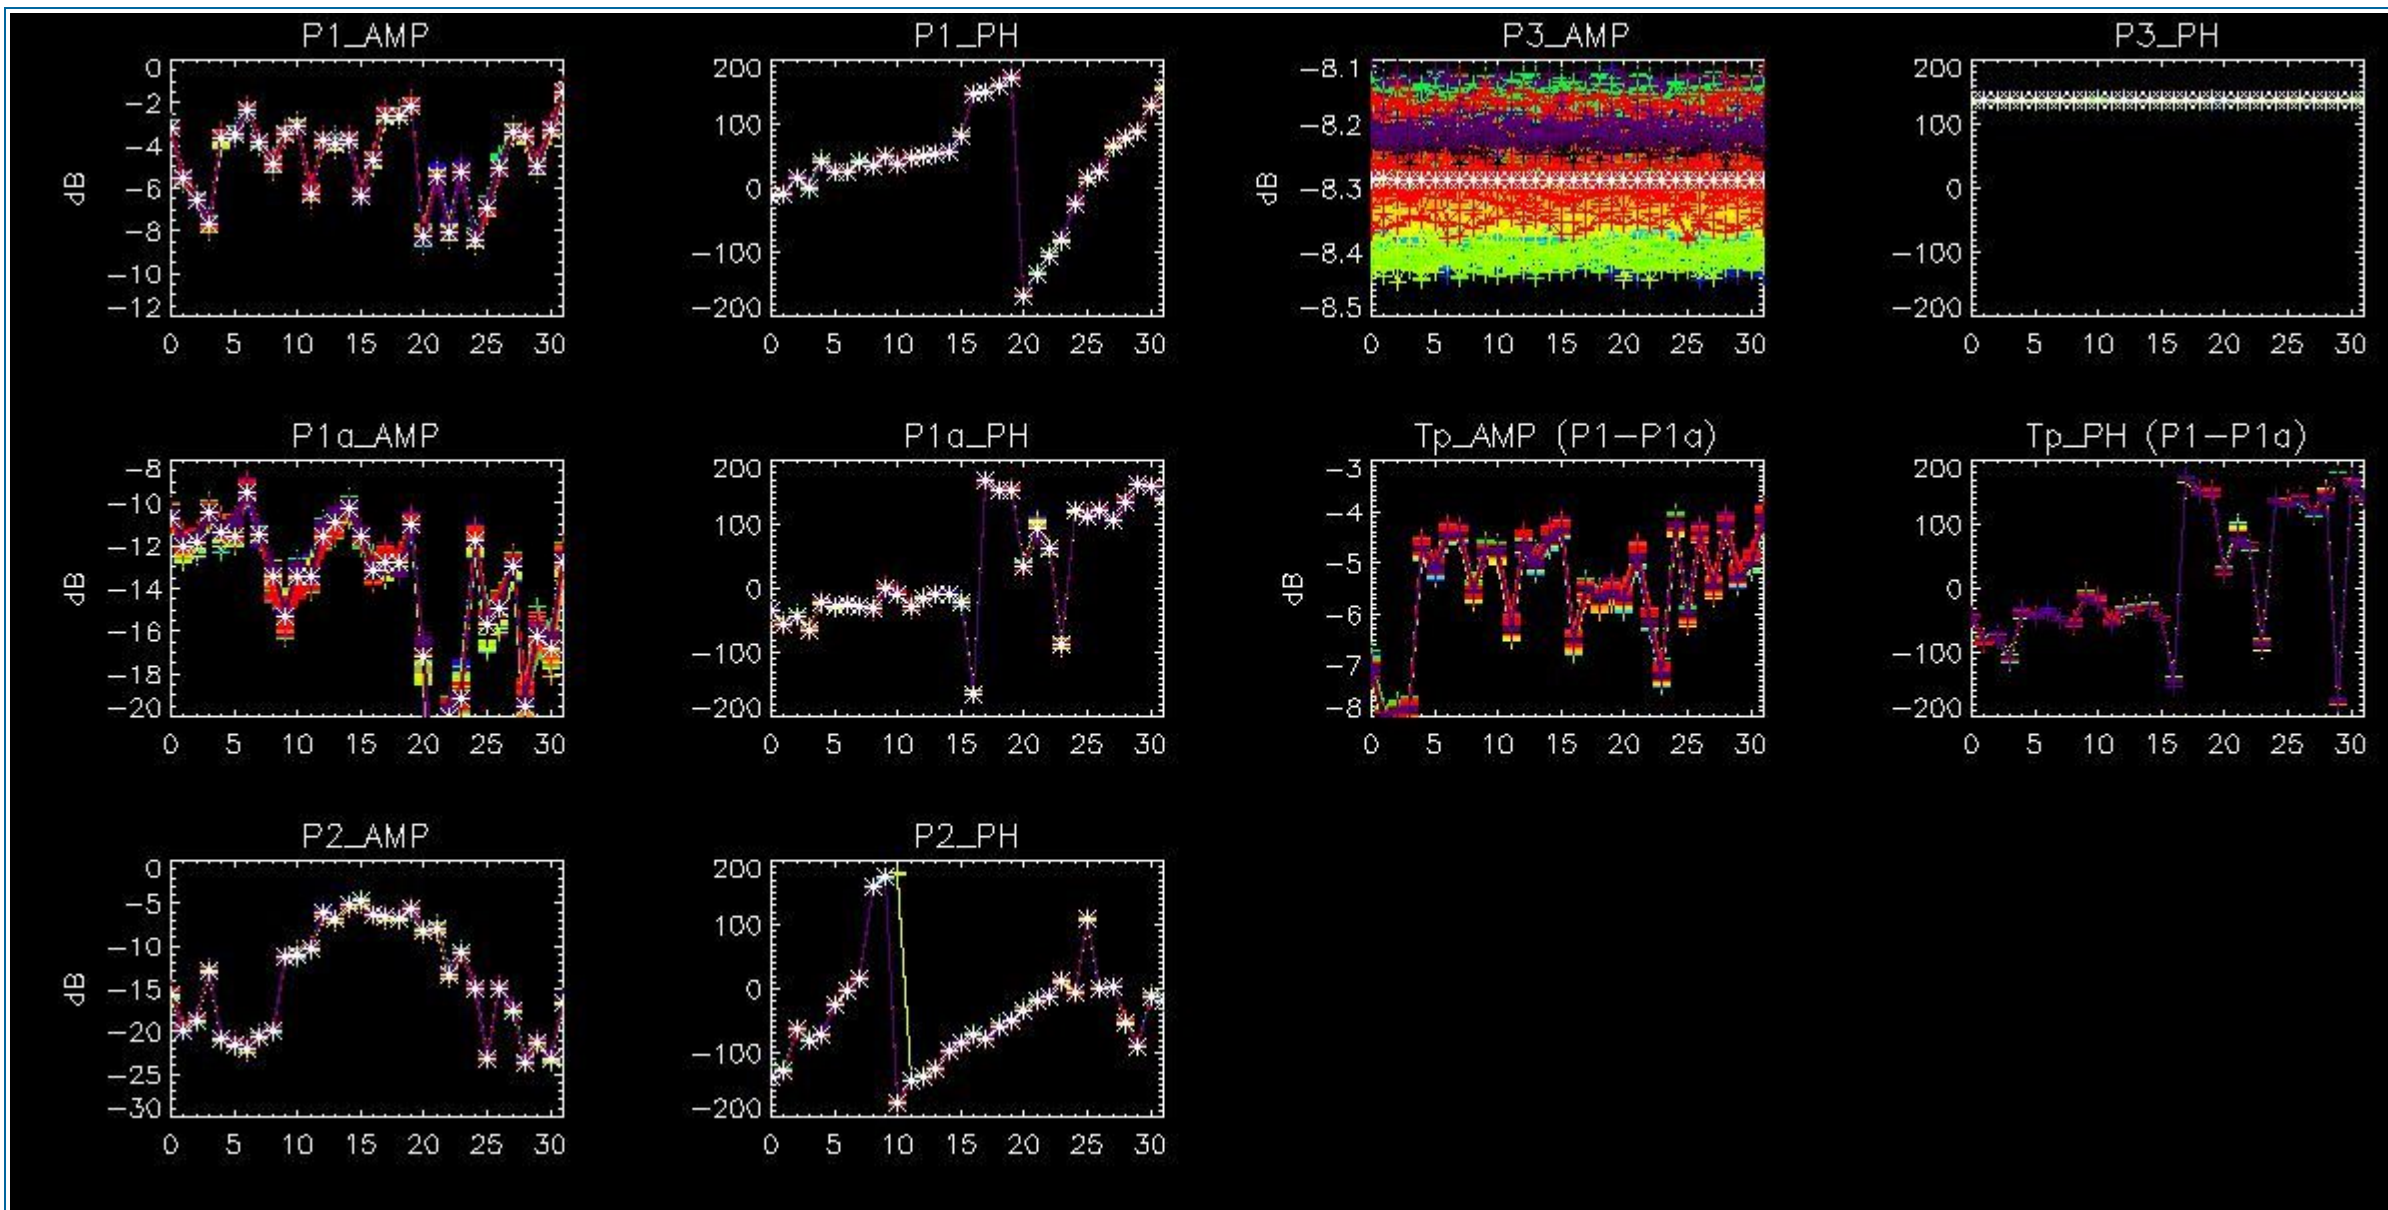 P1_AMP
0
−2
−4
−6
−8
−10
−12
dB
0 5 10 15 20 25 30
P1_PH
200
100
0
−100
−200
0 5 10 15 20 25 30
P3_AMP
−8.1
−8.2
−8.3
−8.4
−8.5
dB
0 5 10 15 20 25 30
P3_PH
200
100
0
−100
−200
0 5 10 15 20 25 30
P1a_AMP
−8
−10
−12
−14
−16
−18
−20
dB
0 5 10 15 20 25 30
P1a_PH
200
100
0
−100
−200
0 5 10 15 20 25 30
Tp_AMP (P1−P1a)
−3
−4
−5
−6
−7
−8
dB
0 5 10 15 20 25 30
Tp_PH (P1−P1a)
200
100
0
−100
−200
0 5 10 15 20 25 30
P2_AMP
0
−5
−10
−15
−20
−25
−30
dB
0 5 10 15 20 25 30
P2_PH
200
100
0
−100
−200
0 5 10 15 20 25 30